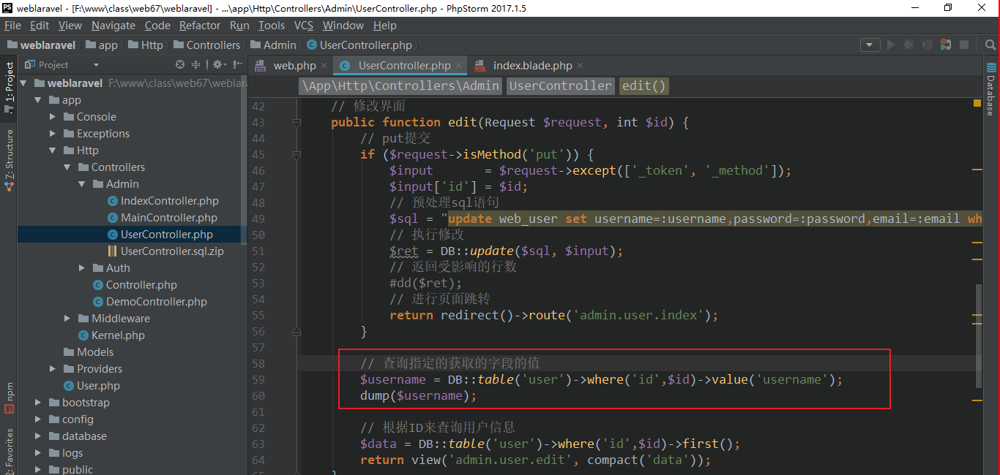 weblaravel - [F:\www\class\web67\weblaravel] - ...\app\Http\Controllers\Admin\UserController.php - PhpStorm 2017.1.5
File Edit View Navigate Code Refactor Run Tools VCS Window Help
weblaravel app Http Controllers Admin UserController.php
Project
web.php UserController.php index.blade.php
1: Project
7: Structure
npm
2: Favorites
Database
weblaravel F:\www\class\web67\weblara
app
Console
Exceptions
Http
Controllers
Admin
IndexController.php
MainController.php
UserController.php
UserController.sql.zip
Auth
Controller.php
DemoController.php
Middleware
Kernel.php
Models
Providers
User.php
bootstrap
config
database
logs
public
\App\Http\Controllers\Admin UserController edit()
42 // 修改界面
43 public function edit(Request $request, int $id) {
44 // put提交
45 if ($request->isMethod('put')) {
46 $input = $request->except(['_token', '_method']);
47 $input['id'] = $id;
48 // 预处理sql语句
49 $sql = "update web_user set username=:username,password=:password,email=:email wh
50 // 执行修改
51 $ret = DB::update($sql, $input);
52 // 返回受影响的行数
53 #dd($ret);
54 // 进行页面跳转
55 return redirect()->route('admin.user.index');
56 }
57
58 // 查询指定的获取的字段的值
59 $username = DB::table('user')->where('id',$id)->value('username');
60 dump($username);
61
62 // 根据ID来查询用户信息
63 $data = DB::table('user')->where('id',$id)->first();
64 return view('admin.user.edit', compact('data'));